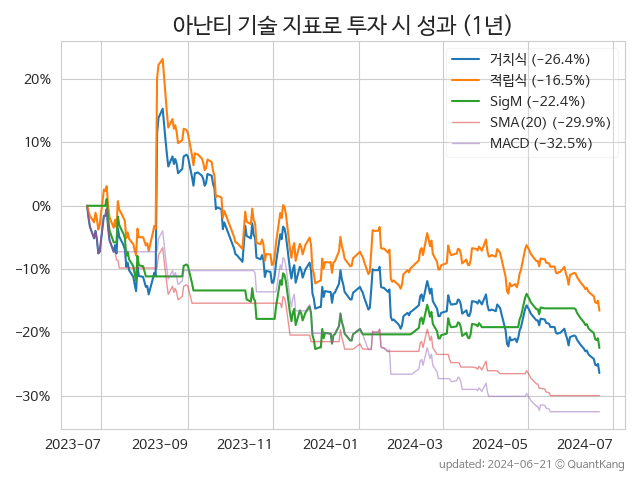 아난티 기술 지표로 투자 시 성과 (1년)
거치식 (−26.4%)
적립식 (−16.5%)
SigM (−22.4%)
SMA(20) (−29.9%)
MACD (−32.5%)
20%
10%
0%
−10%
−20%
−30%
2023-07 2023-09 2023-11 2024-01 2024-03 2024-05 2024-07
updated: 2024-06-21 © QuantKang